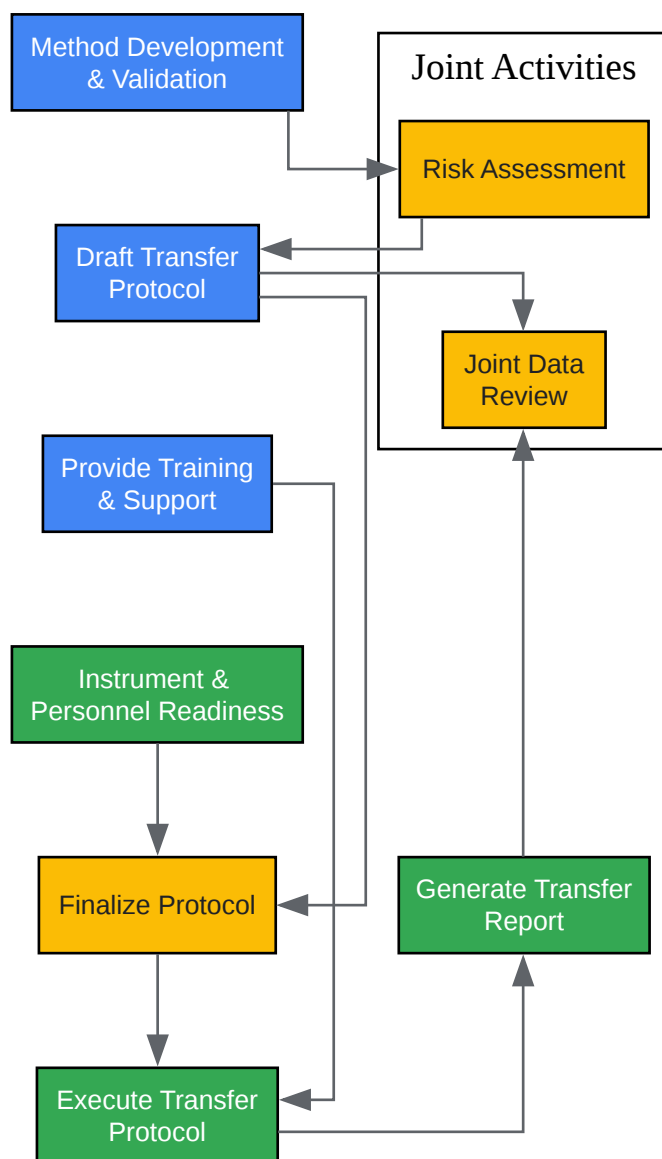 Method Development
& Validation
Joint Activities
Risk Assessment
Draft Transfer
Protocol
Joint Data
Review
Provide Training
& Support
Instrument &
Personnel Readiness
Finalize Protocol
Generate Transfer
Report
Execute Transfer
Protocol